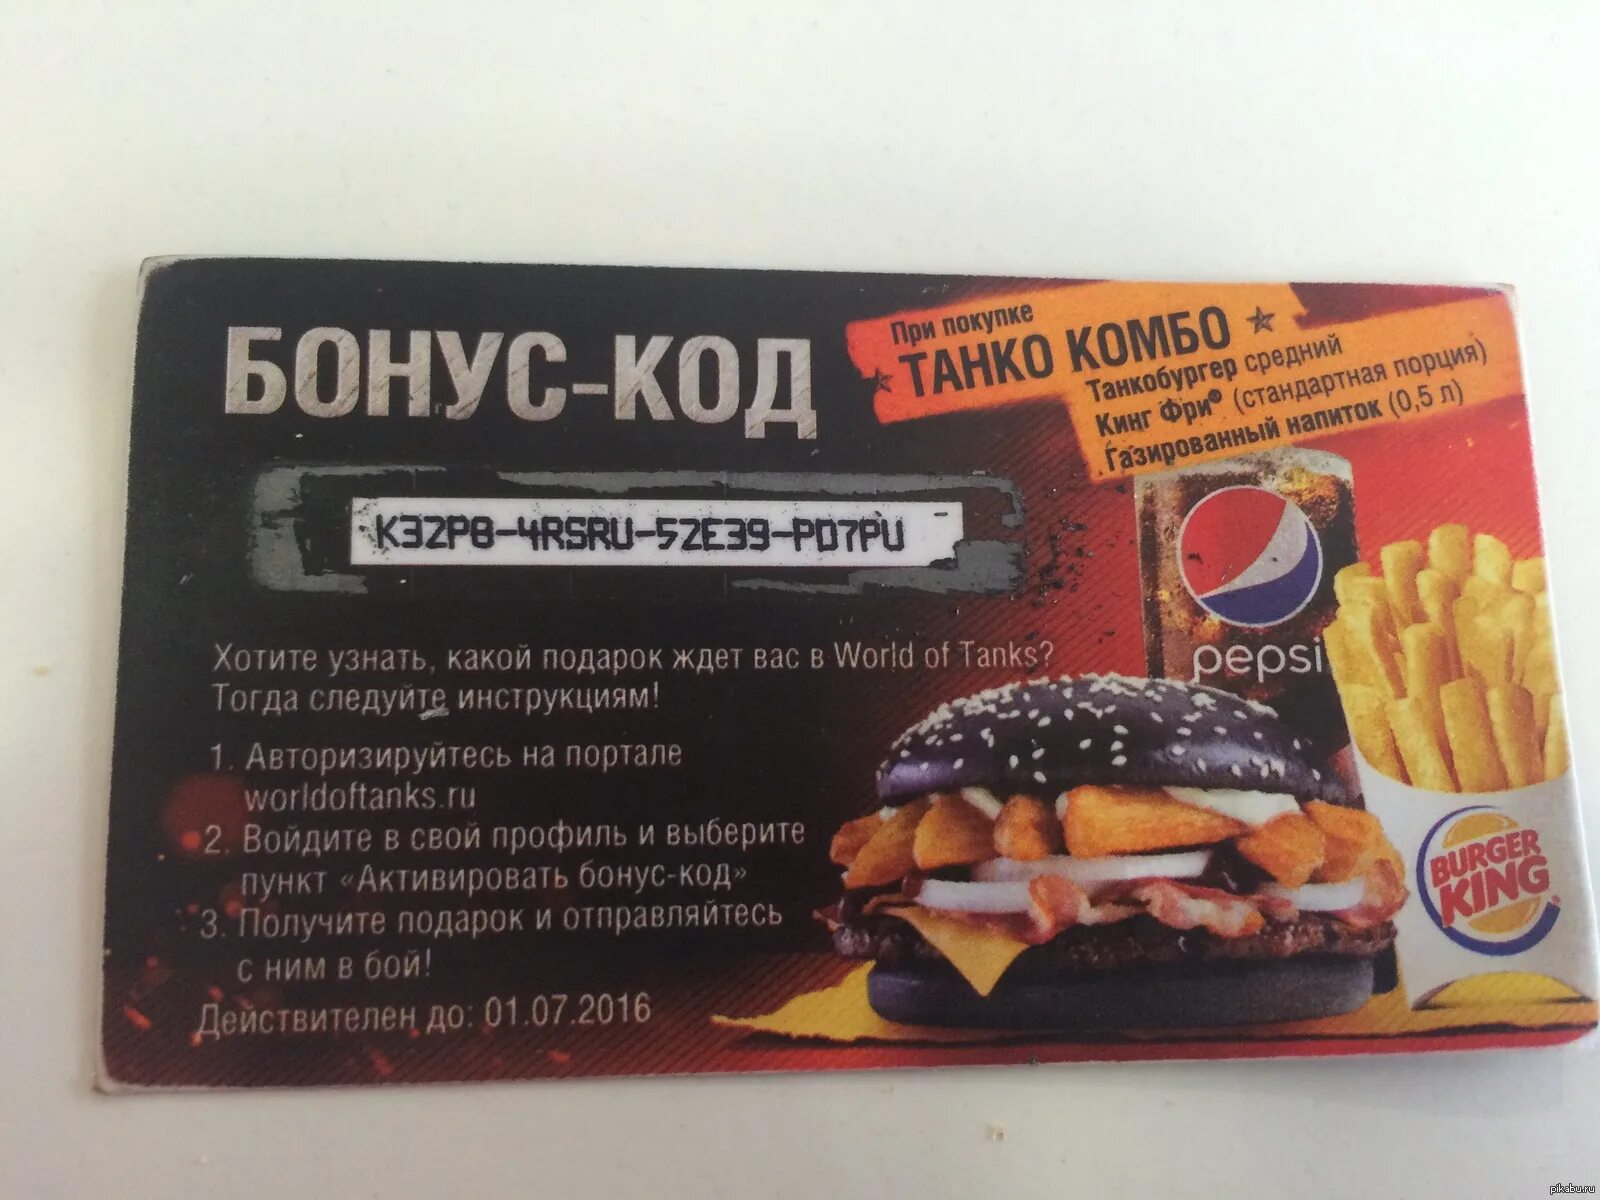 БОНУС-КОД
При покупке
ТАНКО КОМБО
Танкобургер средний
Кинг Фри® (стандартная порция)
Газированный напиток (0,5 л)
K32P8-4RSRU-52E39-PD7PU
pepsi
Хотите узнать, какой подарок ждет вас в World of Tanks?
Тогда следуйте инструкциям!
1. Авторизируйтесь на портале
worldoftanks.ru
2. Войдите в свой профиль и выберите
пункт «Активировать бонус-код»
3. Получите подарок и отправляйтесь
с ним в бой!
Действителен до: 01.07.2016
BURGER
KING®
pikabu.ru